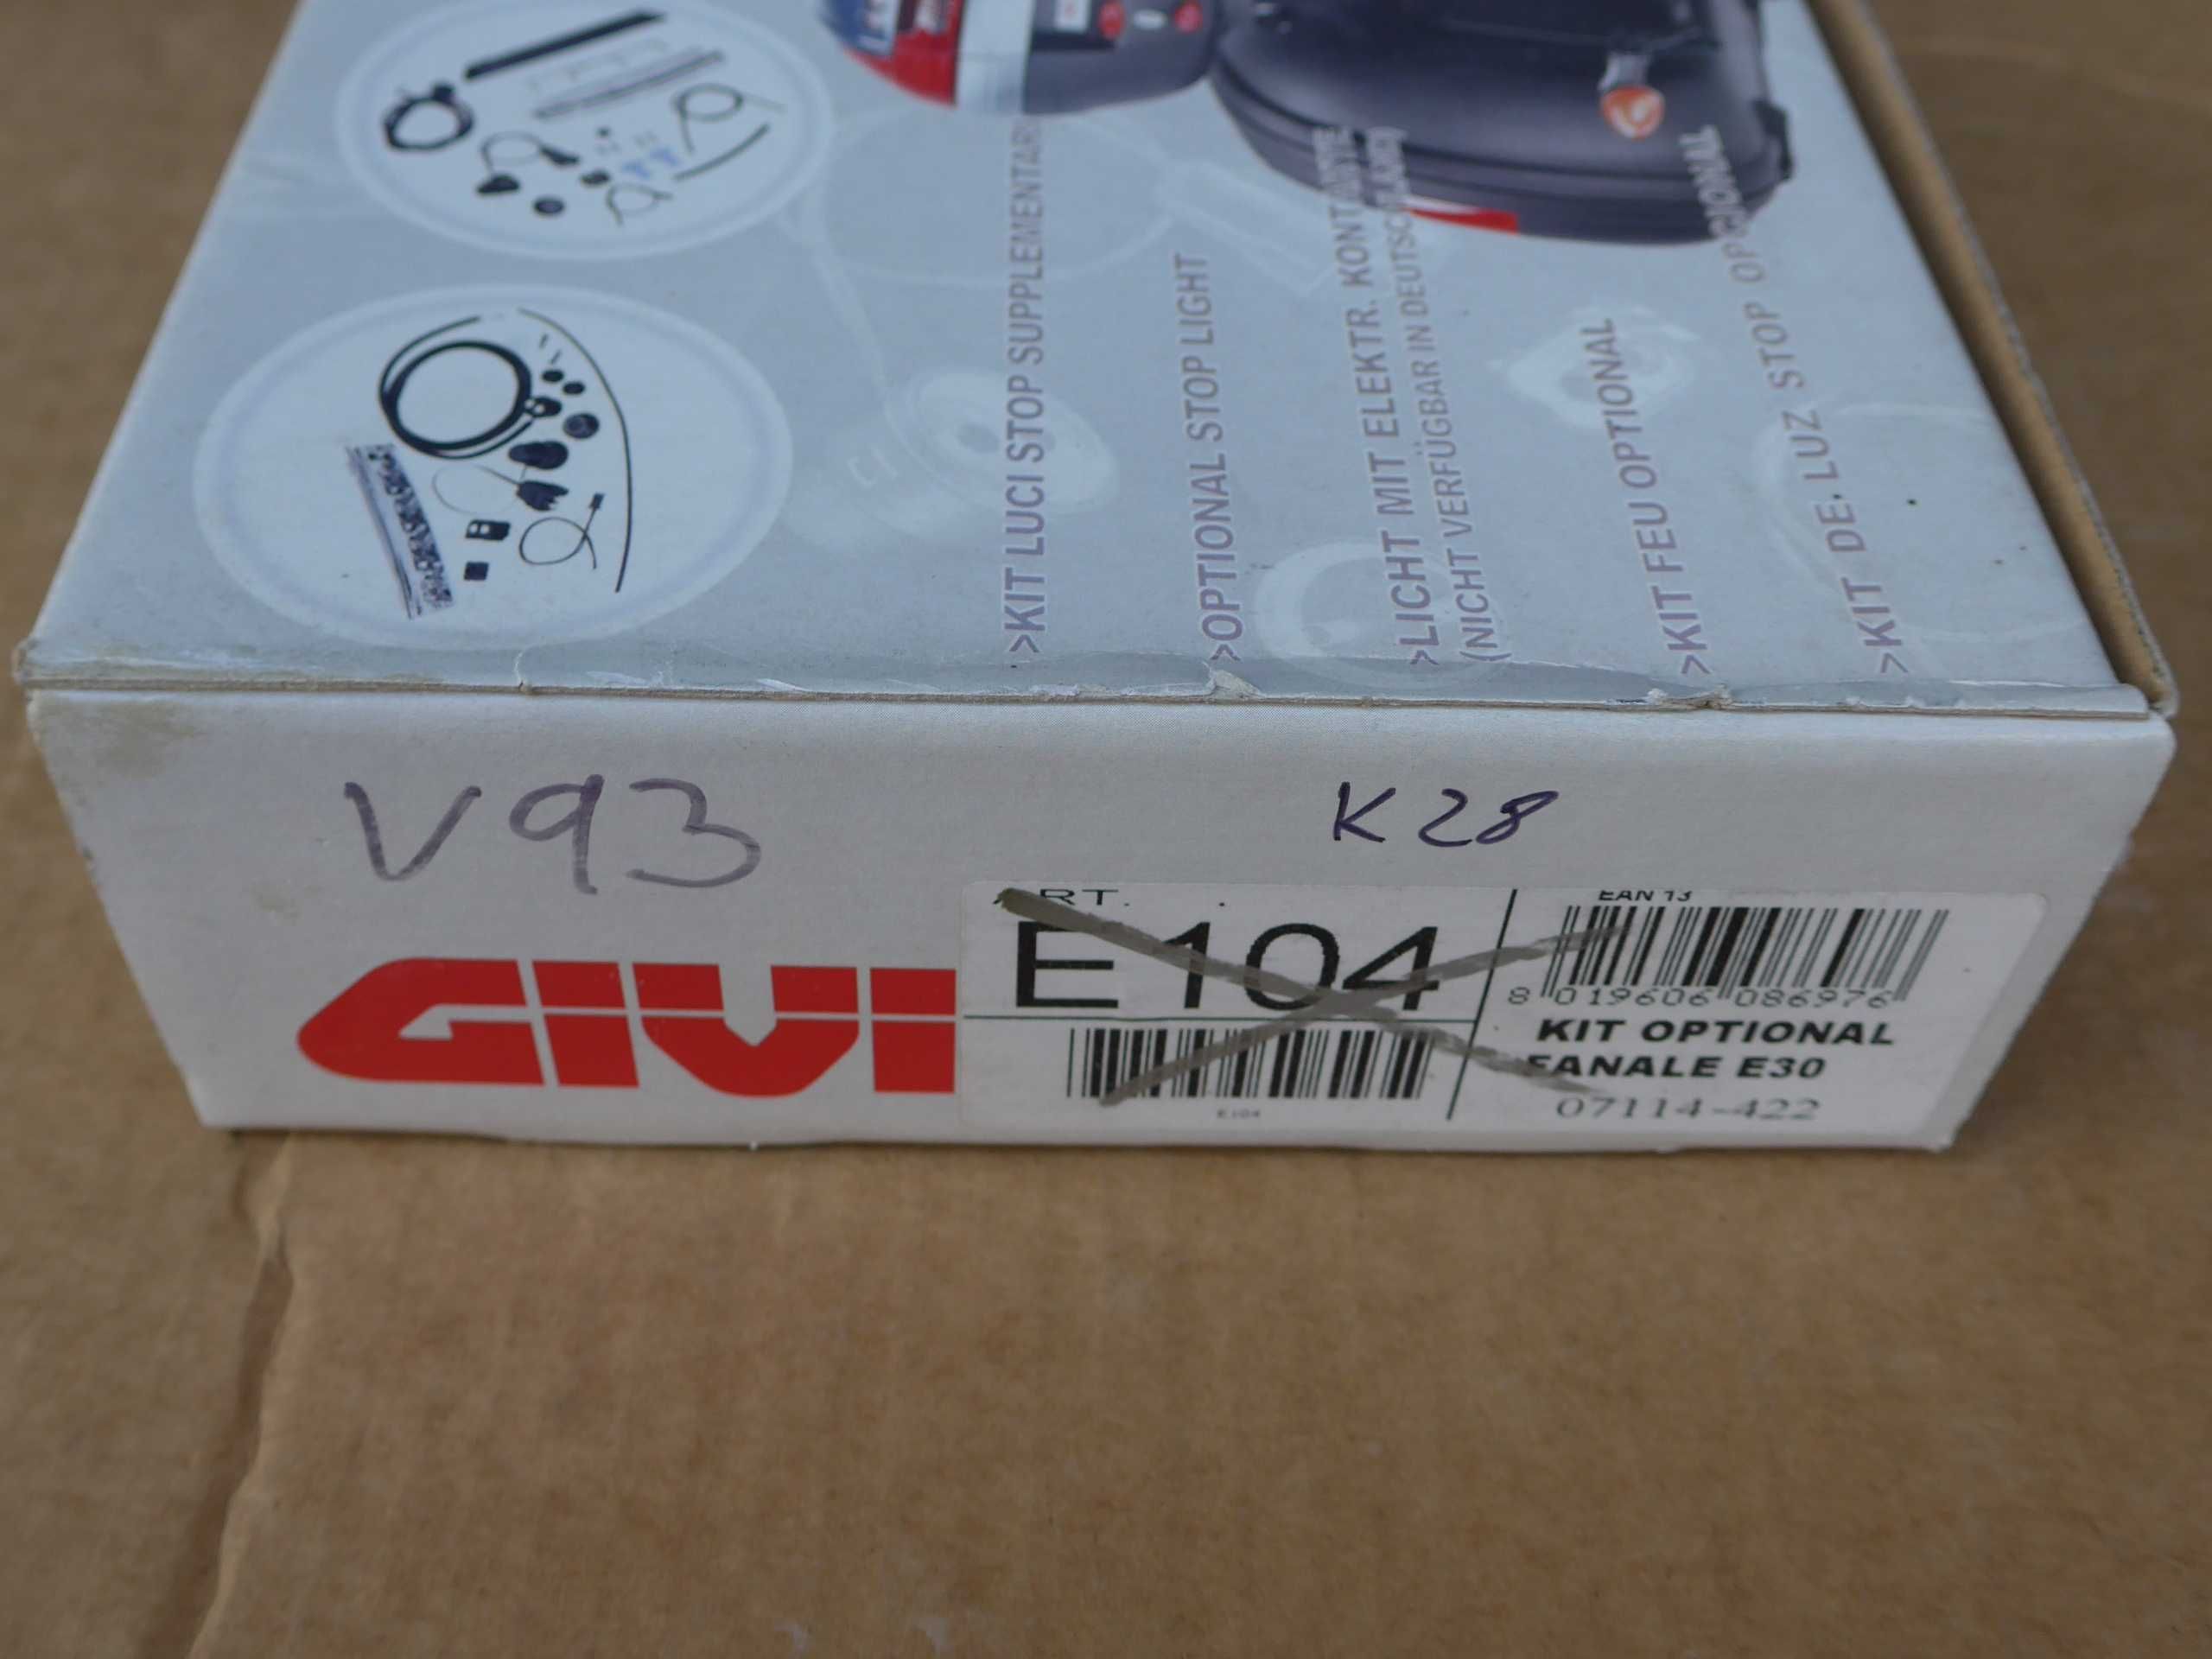 >KIT LUCI STOP SUPPLEMENTARI
>OPTIONAL STOP LIGHT
>LICHT MIT ELEKTR. KONTAKTE
(NICHT VERFÜGBAR IN DEUTSCHLAND)
>KIT FEU OPTIONAL
>KIT DE. LUZ STOP OPCIONAL
V93
K28
GIVI
ART.
E104
E104
EAN 13
8 019606 086976
KIT OPTIONAL
FANALE E30
07114-422